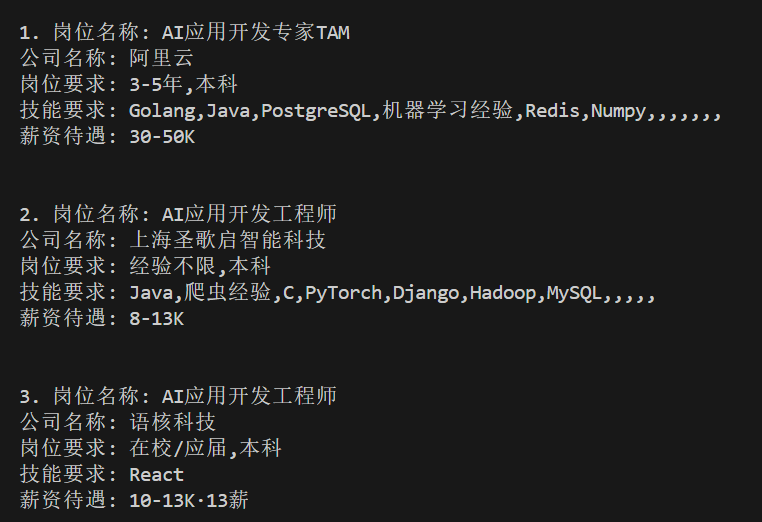 1. 岗位名称: AI应用开发专家TAM
公司名称: 阿里云
岗位要求: 3-5年,本科
技能要求: Golang,Java,PostgreSQL,机器学习经验,Redis,Numpy,,,,,,,
薪资待遇: 30-50K
2. 岗位名称: AI应用开发工程师
公司名称: 上海圣歌启智能科技
岗位要求: 经验不限,本科
技能要求: Java,爬虫经验,C,PyTorch,Django,Hadoop,MySQL,,,,,
薪资待遇: 8-13K
3. 岗位名称: AI应用开发工程师
公司名称: 语核科技
岗位要求: 在校/应届,本科
技能要求: React
薪资待遇: 10-13K·13薪